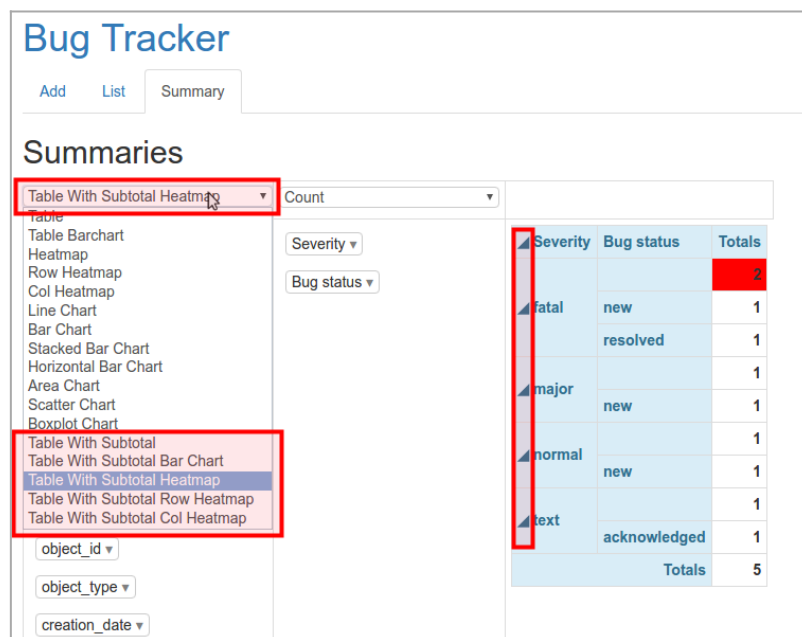 Bug Tracker
Add List Summary
Summaries
Table With Subtotal Heatmap Count
Table
Table Barchart
Heatmap
Row Heatmap
Col Heatmap
Line Chart
Bar Chart
Stacked Bar Chart
Horizontal Bar Chart
Area Chart
Scatter Chart
Boxplot Chart
Table With Subtotal
Table With Subtotal Bar Chart
Table With Subtotal Heatmap
Table With Subtotal Row Heatmap
Table With Subtotal Col Heatmap
object_id
object_type
creation_date
Severity
Bug status
Severity Bug status Totals
2
fatal new 1
resolved 1
1
major
new 1
1
normal
new 1
1
text
acknowledged 1
Totals 5